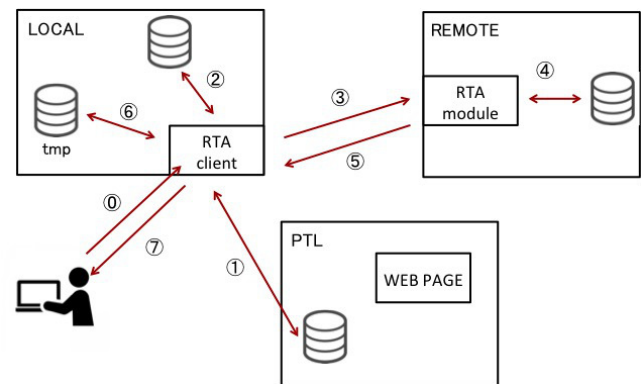 LOCAL
REMOTE
②
③
④
⑥
RTA
module
tmp
RTA
client
⑤
⓪
⑦
①
PTL
WEB PAGE